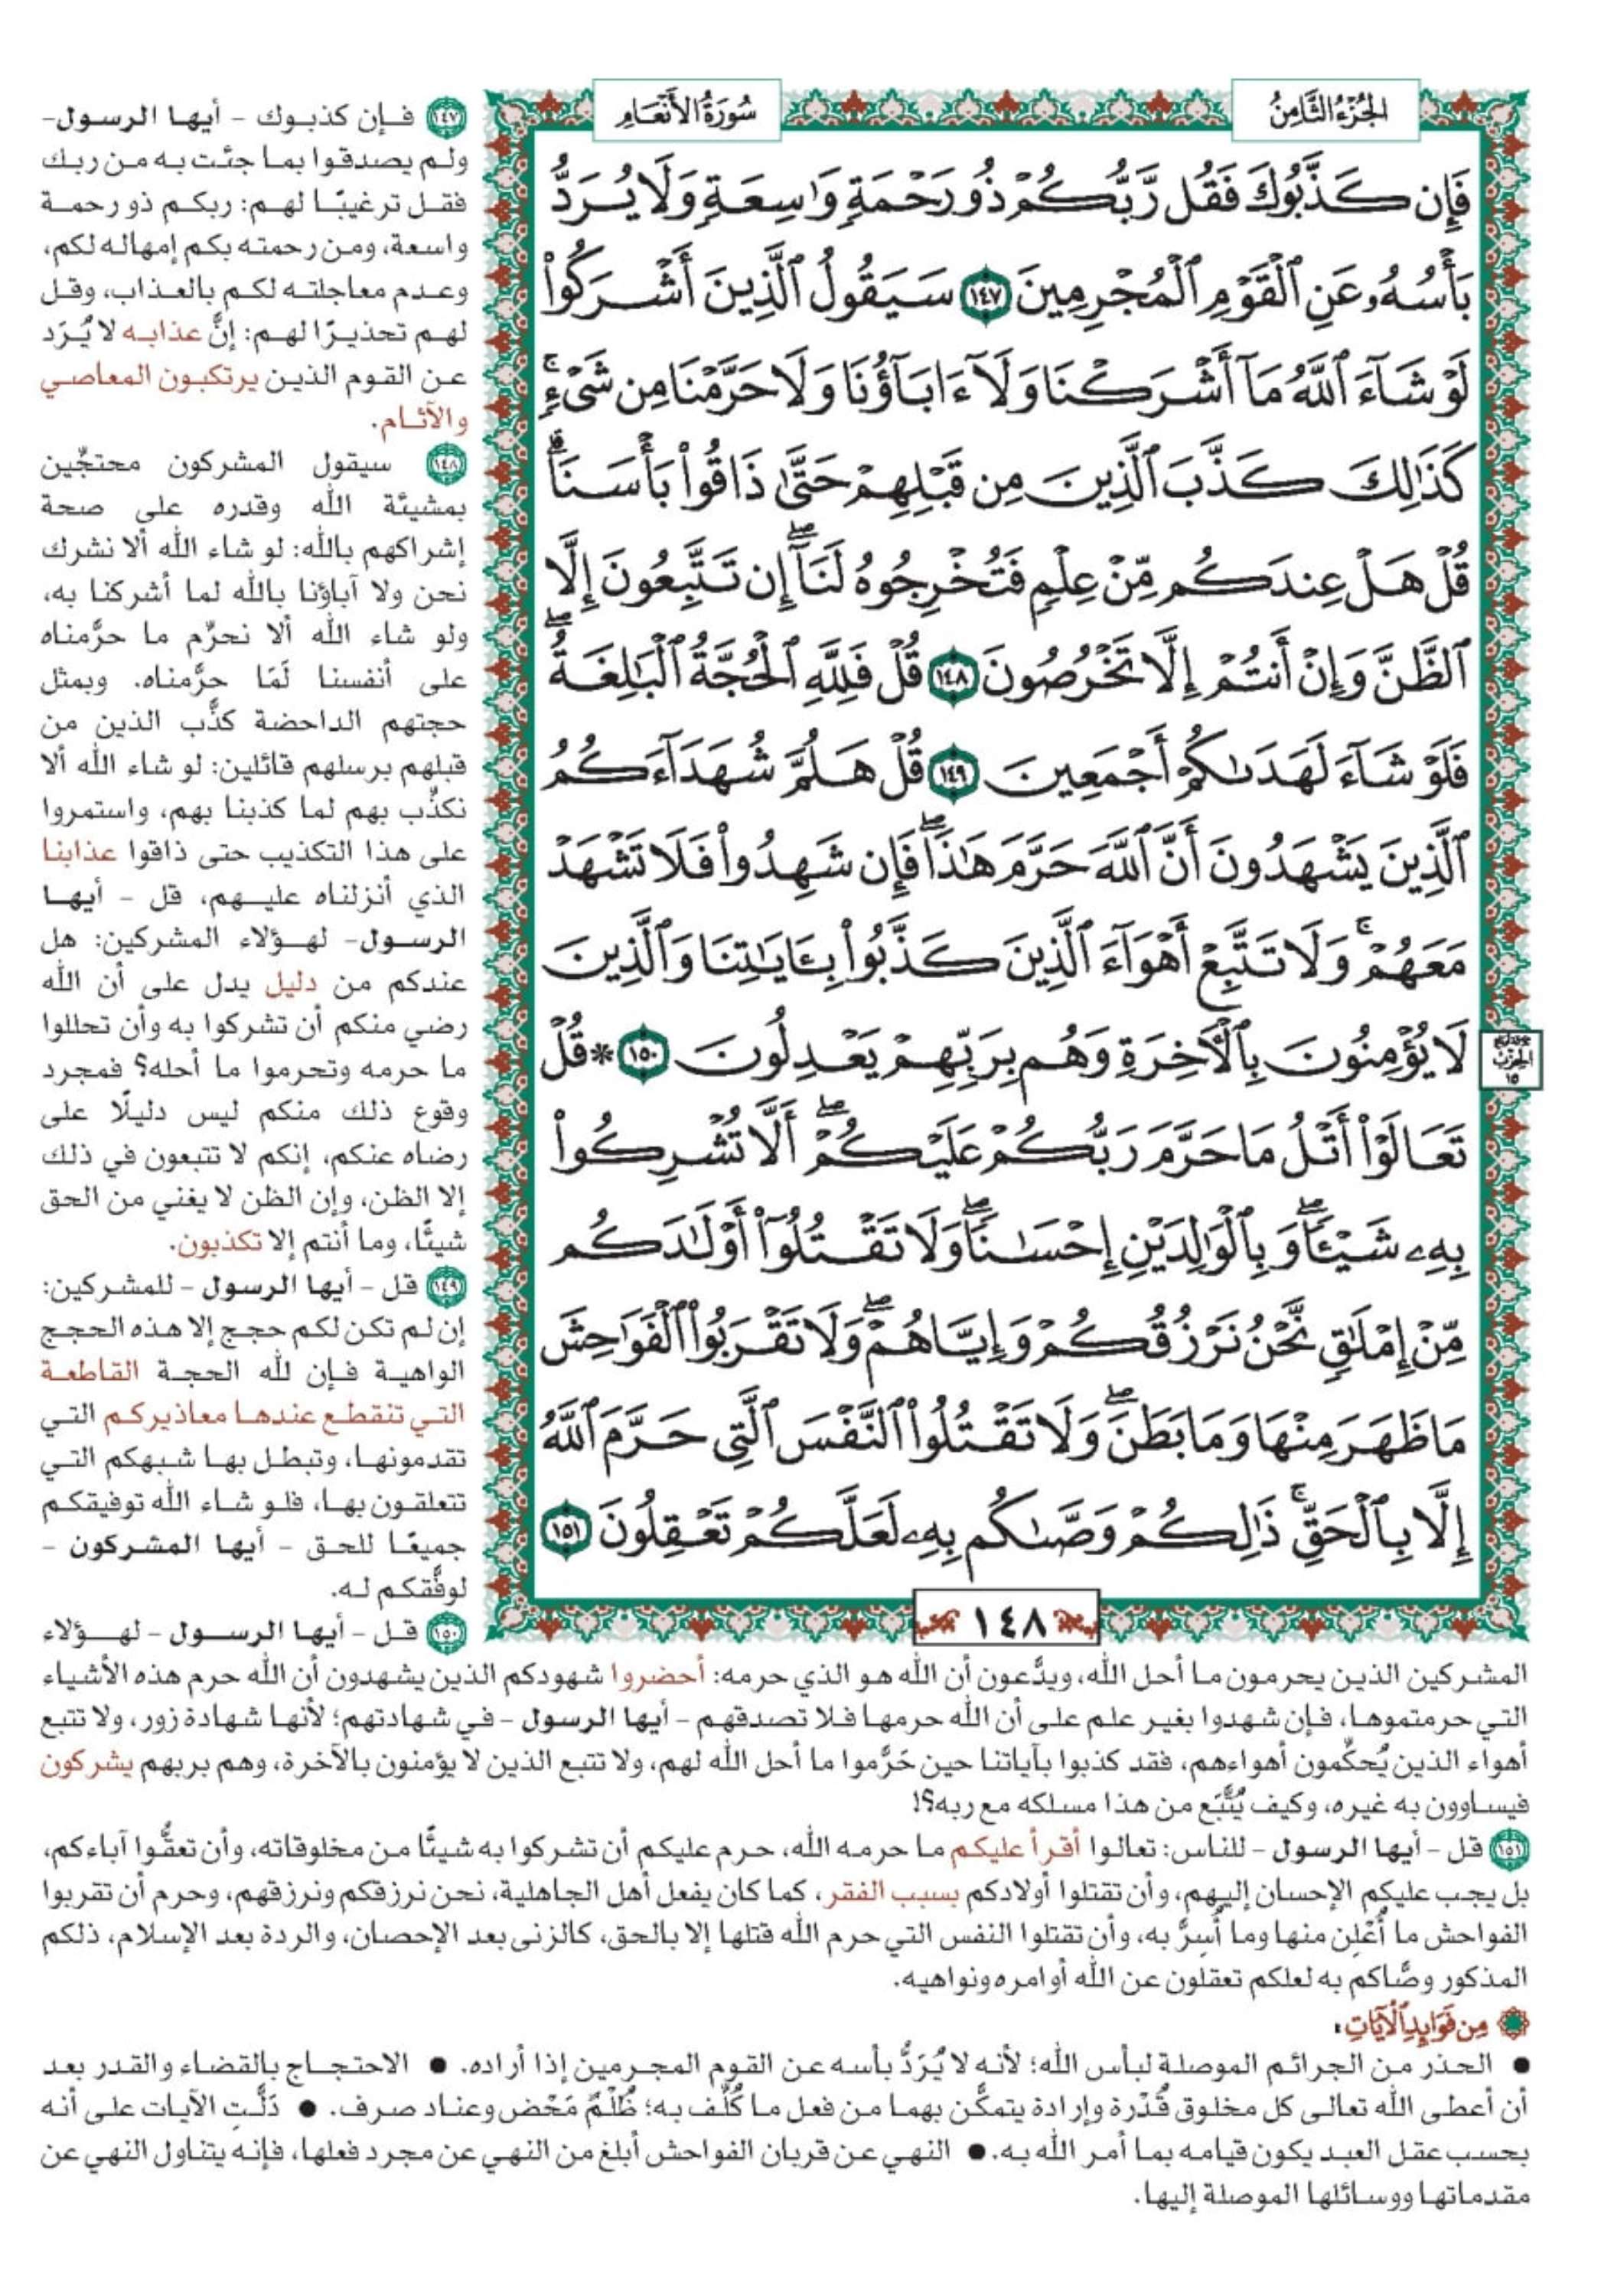 الجُزْءُ الثَّامِنُ
سُورَةُ الأَنْعَامِ
فَإِن كَذَّبُوكَ فَقُل رَّبُّكُمْ ذُو رَحْمَةٍ وَٰسِعَةٍ وَلَا يُرَدُّ
بَأْسُهُۥ عَنِ ٱلْقَوْمِ ٱلْمُجْرِمِينَ ١٤٧ سَيَقُولُ ٱلَّذِينَ أَشْرَكُوا۟
لَوْ شَآءَ ٱللَّهُ مَآ أَشْرَكْنَا وَلَآ ءَابَآؤُنَا وَلَا حَرَّمْنَا مِن شَىْءٍۚ
كَذَٰلِكَ كَذَّبَ ٱلَّذِينَ مِن قَبْلِهِمْ حَتَّىٰ ذَاقُوا۟ بَأْسَنَاۗ
قُلْ هَلْ عِندَكُم مِّنْ عِلْمٍ فَتُخْرِجُوهُ لَنَآۖ إِن تَتَّبِعُونَ إِلَّا
ٱلظَّنَّ وَإِنْ أَنتُمْ إِلَّا تَخْرُصُونَ ١٤٨ قُلْ فَلِلَّهِ ٱلْحُجَّةُ ٱلْبَٰلِغَةُۖ
فَلَوْ شَآءَ لَهَدَىٰكُمْ أَجْمَعِينَ ١٤٩ قُلْ هَلُمَّ شُهَدَآءَكُمُ
ٱلَّذِينَ يَشْهَدُونَ أَنَّ ٱللَّهَ حَرَّمَ هَٰذَاۖ فَإِن شَهِدُوا۟ فَلَا تَشْهَدْ
مَعَهُمْۚ وَلَا تَتَّبِعْ أَهْوَآءَ ٱلَّذِينَ كَذَّبُوا۟ بِـَٔايَٰتِنَا وَٱلَّذِينَ
لَا يُؤْمِنُونَ بِٱلْـَٔاخِرَةِ وَهُم بِرَبِّهِمْ يَعْدِلُونَ ١٥٠ * قُلْ
تَعَالَوْا۟ أَتْلُ مَا حَرَّمَ رَبُّكُمْ عَلَيْكُمْۖ أَلَّا تُشْرِكُوا۟
بِهِۦ شَيْـًٔاۖ وَبِٱلْوَٰلِدَيْنِ إِحْسَٰنًاۖ وَلَا تَقْتُلُوٓا۟ أَوْلَٰدَكُم
مِّنْ إِمْلَٰقٍ نَّحْنُ نَرْزُقُكُمْ وَإِيَّاهُمْۖ وَلَا تَقْرَبُوا۟ ٱلْفَوَٰحِشَ
مَا ظَهَرَ مِنْهَا وَمَا بَطَنَۖ وَلَا تَقْتُلُوا۟ ٱلنَّفْسَ ٱلَّتِى حَرَّمَ ٱللَّهُ
إِلَّا بِٱلْحَقِّۚ ذَٰلِكُمْ وَصَّىٰكُم بِهِۦ لَعَلَّكُمْ تَعْقِلُونَ ١٥١
١٤٨
١٤٧ فإن كذبوك - أيها الرسول-
ولم يصدقوا بما جئت به من ربك
فقل ترغيبًا لهم: ربكم ذو رحمة
واسعة، ومن رحمته بكم إمهاله لكم،
وعدم معاجلته لكم بالعذاب، وقل
لهم تحذيرًا لهم: إنَّ عذابه لا يُرَد
عن القوم الذين يرتكبون المعاصي
والآثام.
١٤٨ سيقول المشركون محتجِّين
بمشيئة الله وقدره على صحة
إشراكهم بالله: لو شاء الله ألا نشرك
نحن ولا آباؤنا بالله لما أشركنا به،
ولو شاء الله ألا نحرِّم ما حرَّمناه
على أنفسنا لَمَا حرَّمناه. وبمثل
حجتهم الداحضة كذَّب الذين من
قبلهم برسلهم قائلين: لو شاء الله ألا
نكذِّب بهم لما كذبنا بهم، واستمروا
على هذا التكذيب حتى ذاقوا عذابنا
الذي أنزلناه عليهم، قل - أيها
الرسول- لهؤلاء المشركين: هل
عندكم من دليل يدل على أن الله
رضي منكم أن تشركوا به وأن تحللوا
ما حرمه وتحرموا ما أحله؟ فمجرد
وقوع ذلك منكم ليس دليلًا على
رضاه عنكم، إنكم لا تتبعون في ذلك
إلا الظن، وإن الظن لا يغني من الحق
شيئًا، وما أنتم إلا تكذبون.
١٤٩ قل - أيها الرسول - للمشركين:
إن لم تكن لكم حجج إلا هذه الحجج
الواهية فإن لله الحجة القاطعة
التي تنقطع عندها معاذيركم التي
تقدمونها، وتبطل بها شبهكم التي
تتعلقون بها، فلو شاء الله توفيقكم
جميعًا للحق - أيها المشركون -
لوفَّقكم له.
١٥٠ قل - أيها الرسول - لهؤلاء
المشركين الذين يحرمون ما أحل الله، ويدَّعون أن الله هو الذي حرمه: أحضروا شهودكم الذين يشهدون أن الله حرم هذه الأشياء
التي حرمتموها، فإن شهدوا بغير علم على أن الله حرمها فلا تصدقهم - أيها الرسول - في شهادتهم؛ لأنها شهادة زور، ولا تتبع
أهواء الذين يُحكِّمون أهواءهم، فقد كذبوا بآياتنا حين حَرَّموا ما أحل الله لهم، ولا تتبع الذين لا يؤمنون بالآخرة، وهم بربهم يشركون
فيساوون به غيره، وكيف يُتَّبَع من هذا مسلكه مع ربه؟!
١٥١ قل - أيها الرسول - للناس: تعالوا أقرأ عليكم ما حرمه الله، حرم عليكم أن تشركوا به شيئًا من مخلوقاته، وأن تعقُّوا آباءكم،
بل يجب عليكم الإحسان إليهم، وأن تقتلوا أولادكم بسبب الفقر، كما كان يفعل أهل الجاهلية، نحن نرزقكم ونرزقهم، وحرم أن تقربوا
الفواحش ما أُعْلِن منها وما أُسِرَّ به، وأن تقتلوا النفس التي حرم الله قتلها إلا بالحق، كالزنى بعد الإحصان، والردة بعد الإسلام، ذلكم
المذكور وصَّاكم به لعلكم تعقلون عن الله أوامره ونواهيه.
مِن فَوَائِدِ الْآيَاتِ:
● الحذر من الجرائم الموصلة لبأس الله؛ لأنه لا يُرَدُّ بأسه عن القوم المجرمين إذا أراده. ● الاحتجاج بالقضاء والقدر بعد
أن أعطى الله تعالى كل مخلوق قُدْرة وإرادة يتمكَّن بهما من فعل ما كُلِّف به؛ ظُلْمٌ مَحْض وعناد صرف. ● دَلَّتِ الآيات على أنه
بحسب عقل العبد يكون قيامه بما أمر الله به. ● النهي عن قربان الفواحش أبلغ من النهي عن مجرد فعلها، فإنه يتناول النهي عن
مقدماتها ووسائلها الموصلة إليها.